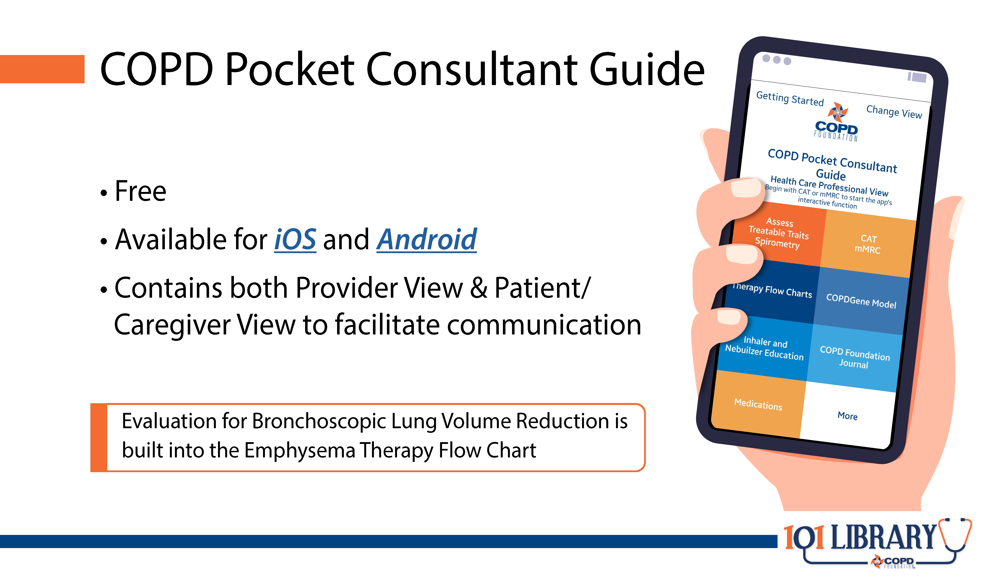 COPD Pocket Consultant Guide
• Free
• Available for iOS and Android
• Contains both Provider View & Patient/
Caregiver View to facilitate communication
Evaluation for Bronchoscopic Lung Volume Reduction is
built into the Emphysema Therapy Flow Chart
Getting Started
Change View
COPD
FOUNDATION
COPD Pocket Consultant
Guide
Health Care Professional View
Begin with CAT or mMRC to start the app's
interactive function
Assess
Treatable Traits
Spirometry
CAT
mMRC
Therapy Flow Charts
COPDGene Model
Inhaler and
Nebuilzer Education
COPD Foundation
Journal
Medications
More
101 LIBRARY
COPD
FOUNDATION®